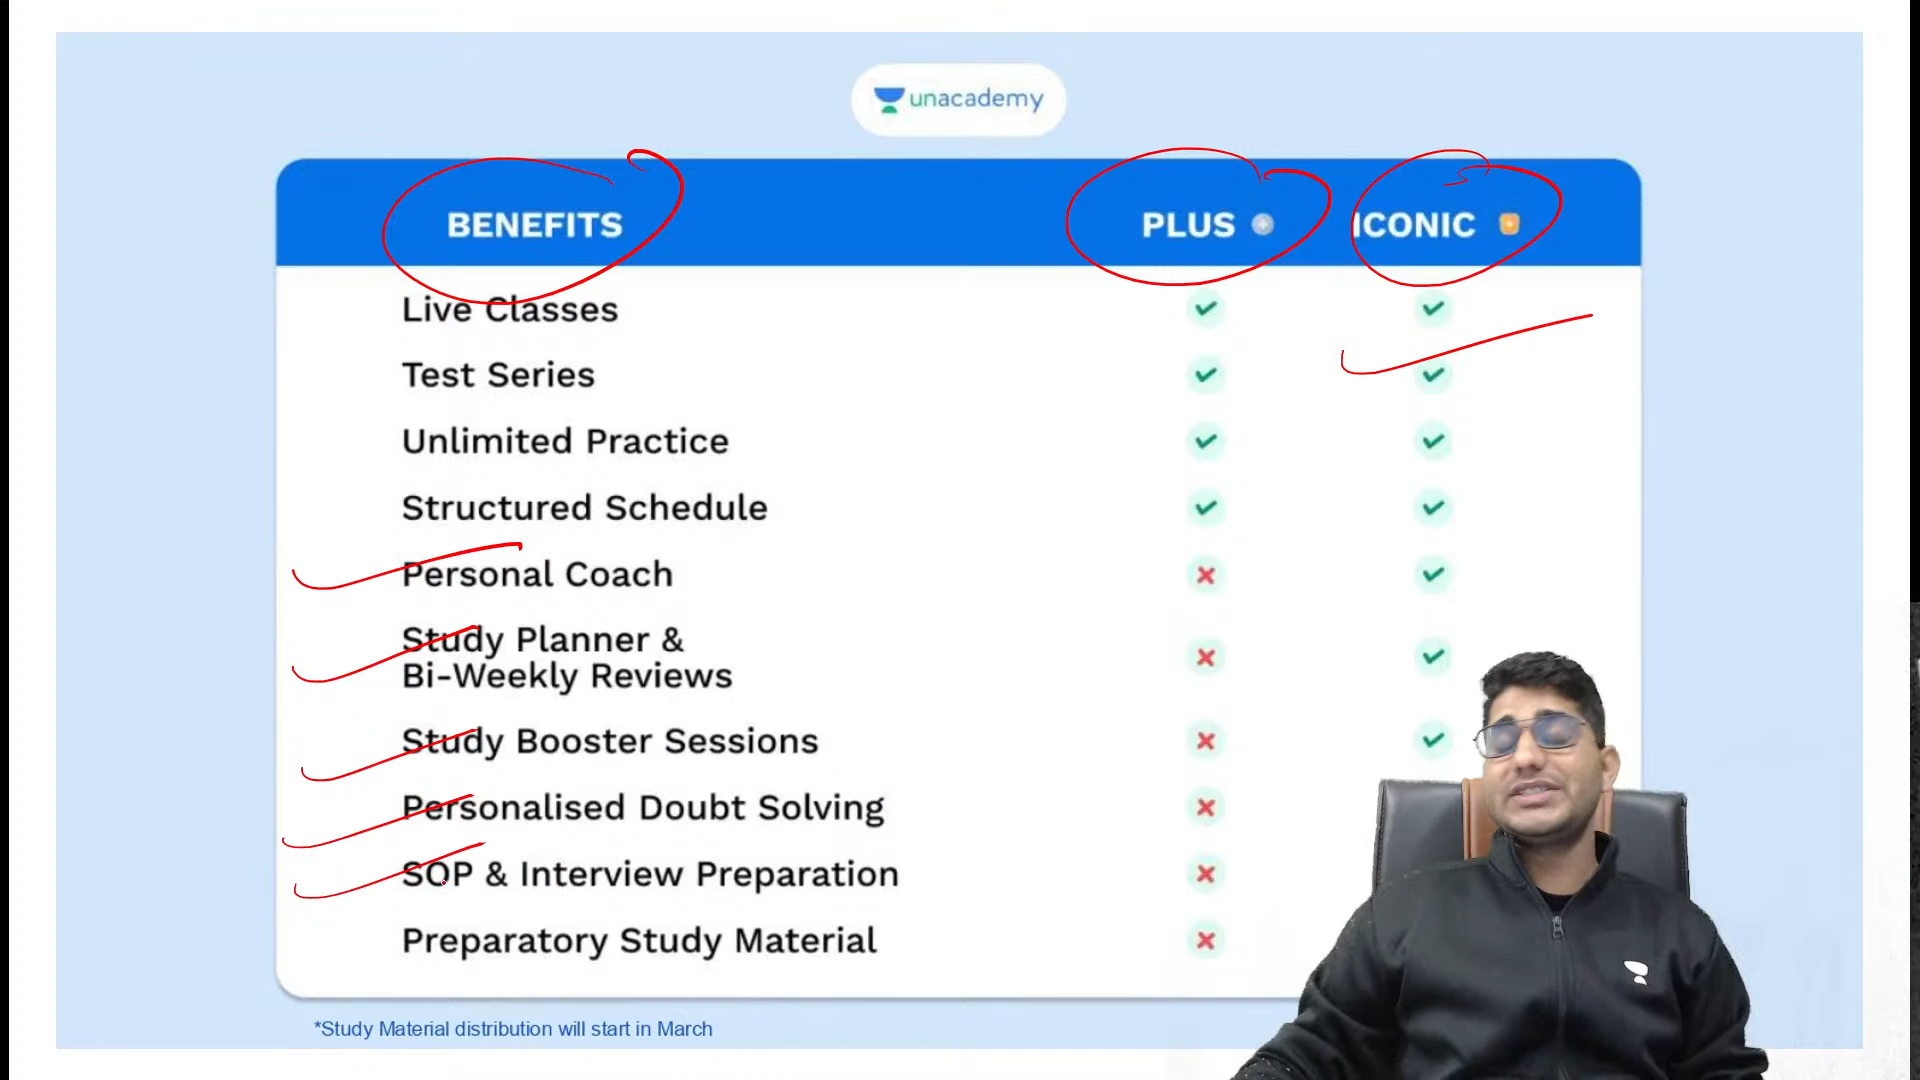 unacademy
BENEFITS PLUS ICONIC
Live Classes
Test Series
Unlimited Practice
Structured Schedule
Personal Coach
Study Planner &
Bi-Weekly Reviews
Study Booster Sessions
Personalised Doubt Solving
SOP & Interview Preparation
Preparatory Study Material
*Study Material distribution will start in March